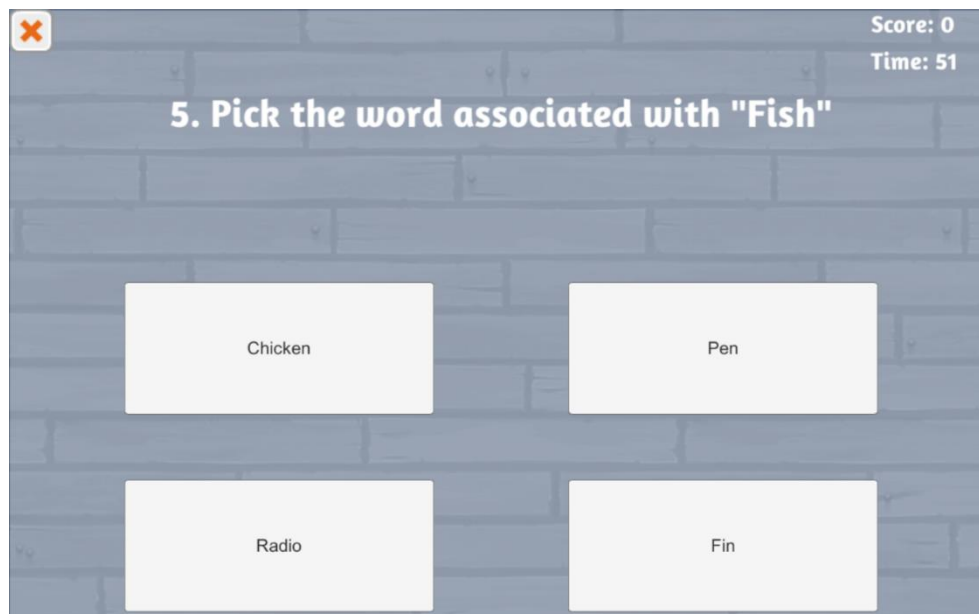 Score: 0
Time: 51
5. Pick the word associated with "Fish"
Chicken
Pen
Radio
Fin